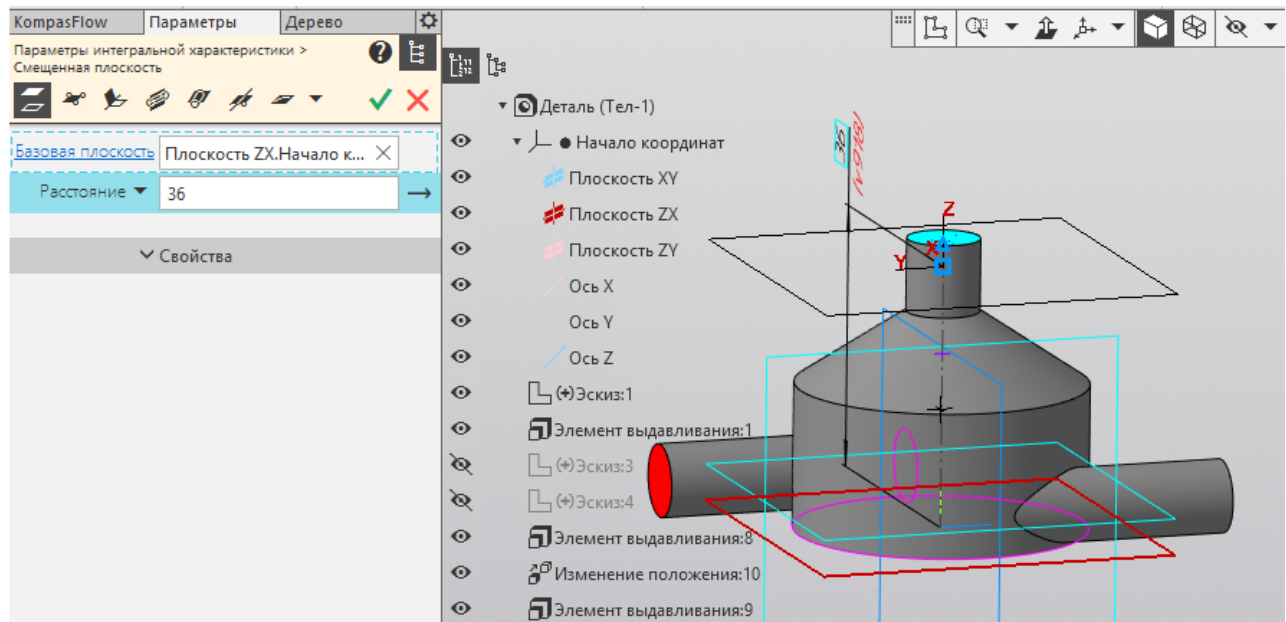 KompasFlow Параметры Дерево
Параметры интегральной характеристики >
Смещенная плоскость
Базовая плоскость Плоскость ZX.Начало к...
Расстояние 36
Свойства
Деталь (Тел-1)
Начало координат
Плоскость XY
Плоскость ZX
Плоскость ZY
Ось X
Ось Y
Ось Z
(+)Эскиз:1
Элемент выдавливания:1
(+)Эскиз:3
(+)Эскиз:4
Элемент выдавливания:8
Изменение положения:10
Элемент выдавливания:9
36
Z
X
Y